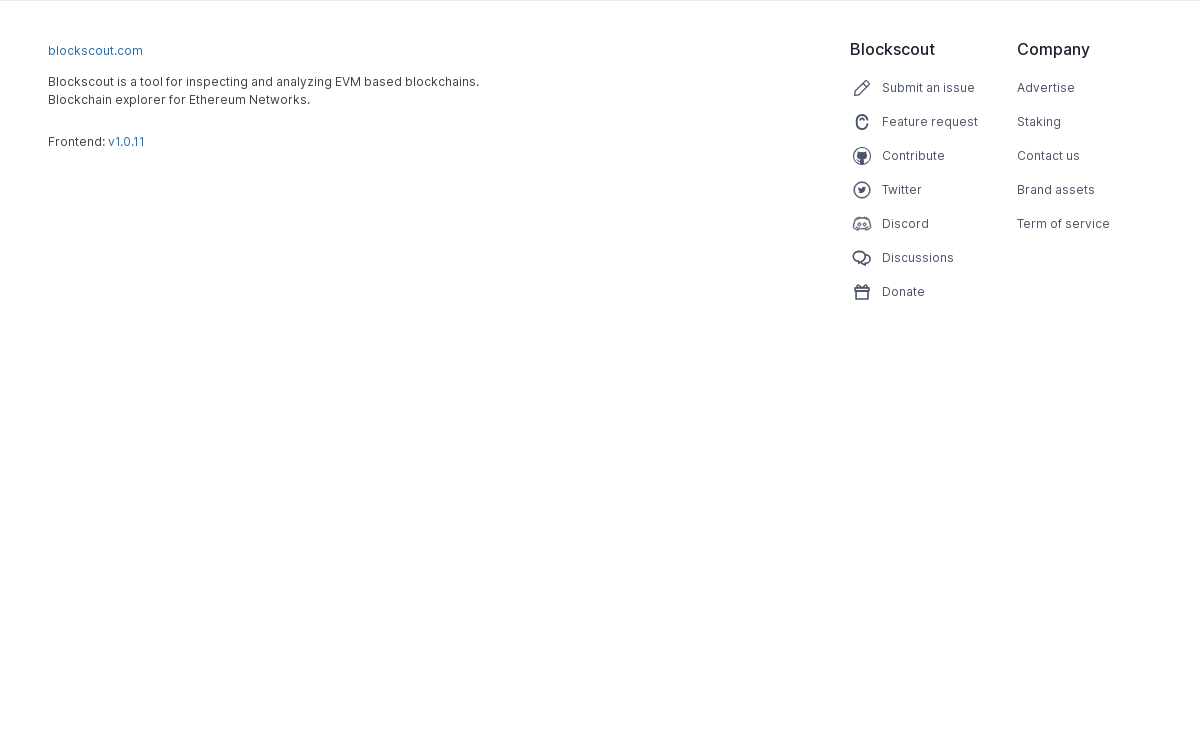 blockscout.com
Blockscout is a tool for inspecting and analyzing EVM based blockchains.
Blockchain explorer for Ethereum Networks.
Frontend: v1.0.11
Blockscout
Submit an issue
Feature request
Contribute
Twitter
Discord
Discussions
Donate
Company
Advertise
Staking
Contact us
Brand assets
Term of service